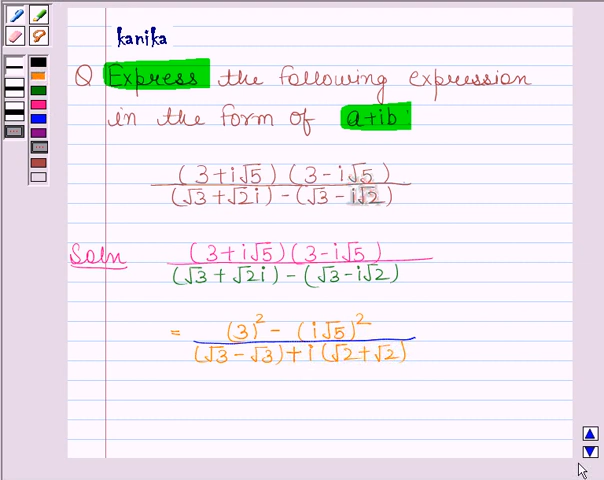 kanika
Q Express the following expression
in the form of a+ib.
(3+i√5) (3-i√5)
(√3+√2i) - (√3-i√2)
Soln (3+i√5) (3-i√5)
(√3+√2i) - (√3-i√2)
= (3)² - (i√5)²
(√3-√3)+i(√2+√2)